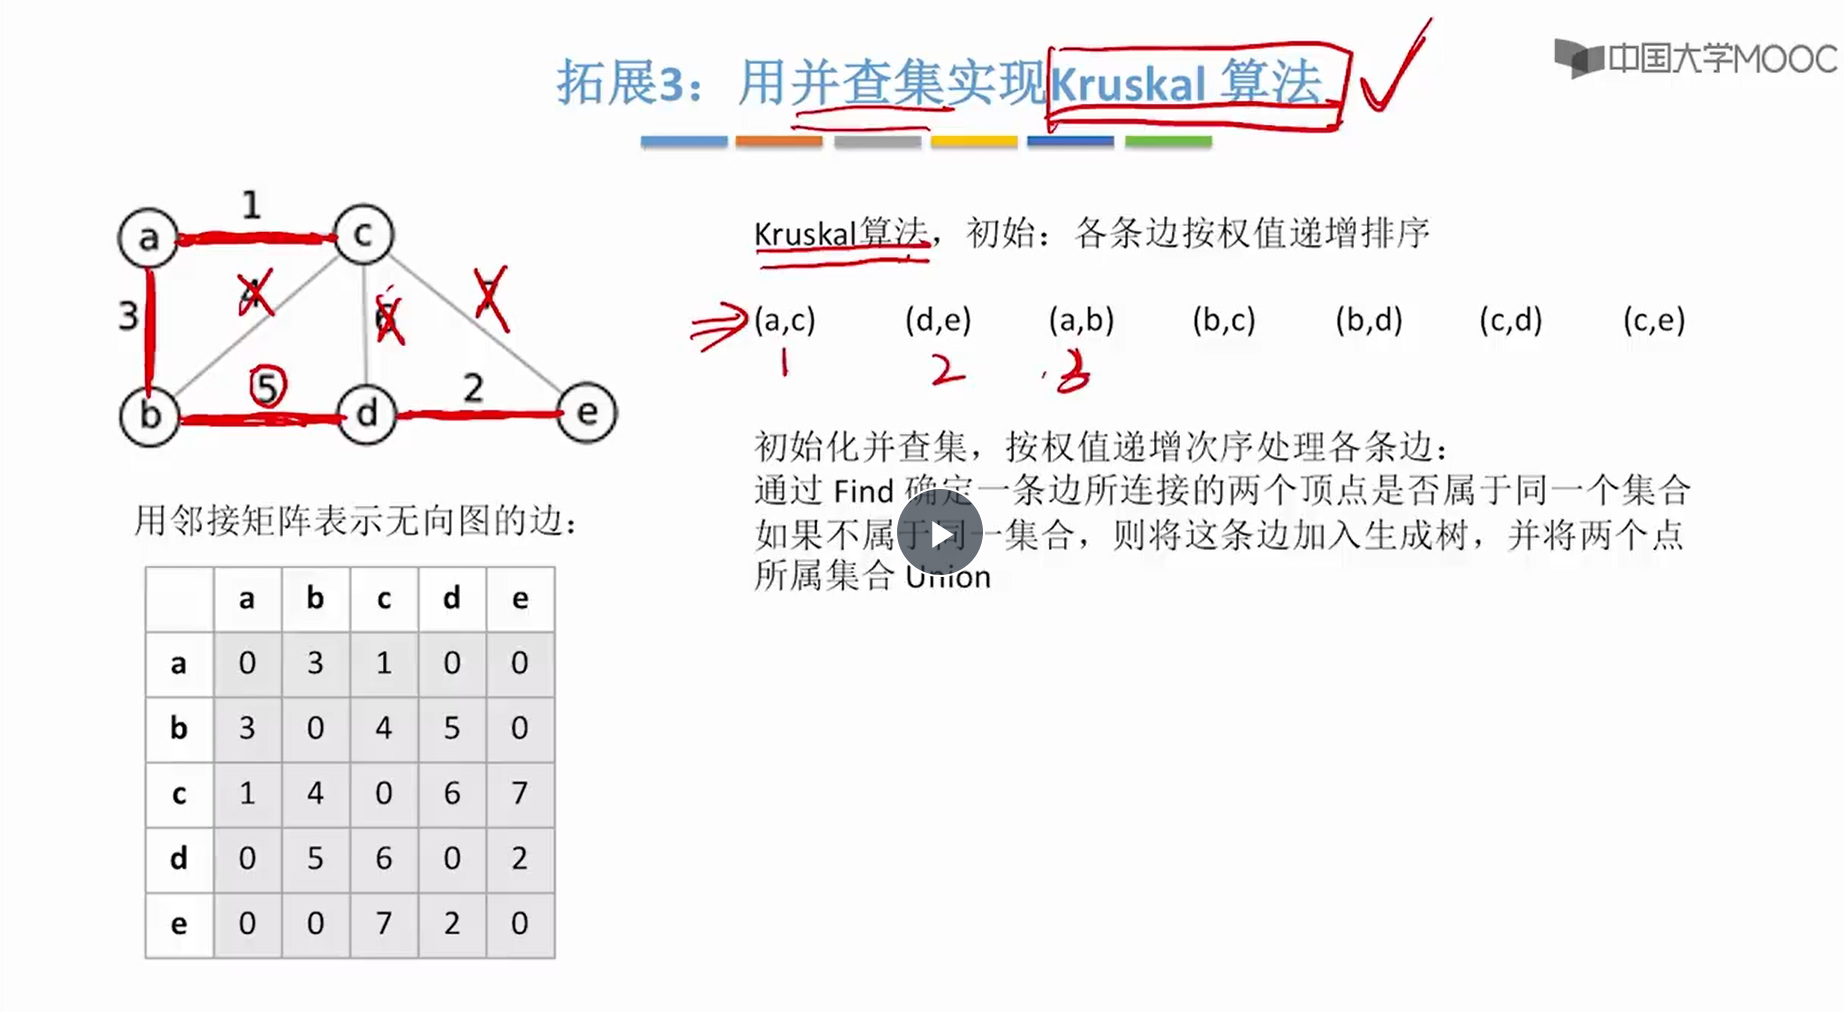 中国大学MOOC
拓展3：用并查集实现Kruskal 算法
1
a
c
3
4
6
7
5
2
b
d
e
用邻接矩阵表示无向图的边：
a b c d e
a 0 3 1 0 0
b 3 0 4 5 0
c 1 4 0 6 7
d 0 5 6 0 2
e 0 0 7 2 0
Kruskal算法，初始：各条边按权值递增排序
(a,c) (d,e) (a,b) (b,c) (b,d) (c,d) (c,e)
1 2 3
初始化并查集，按权值递增次序处理各条边：
通过 Find 确定一条边所连接的两个顶点是否属于同一个集合
如果不属于同一集合，则将这条边加入生成树，并将两个点
所属集合 Union